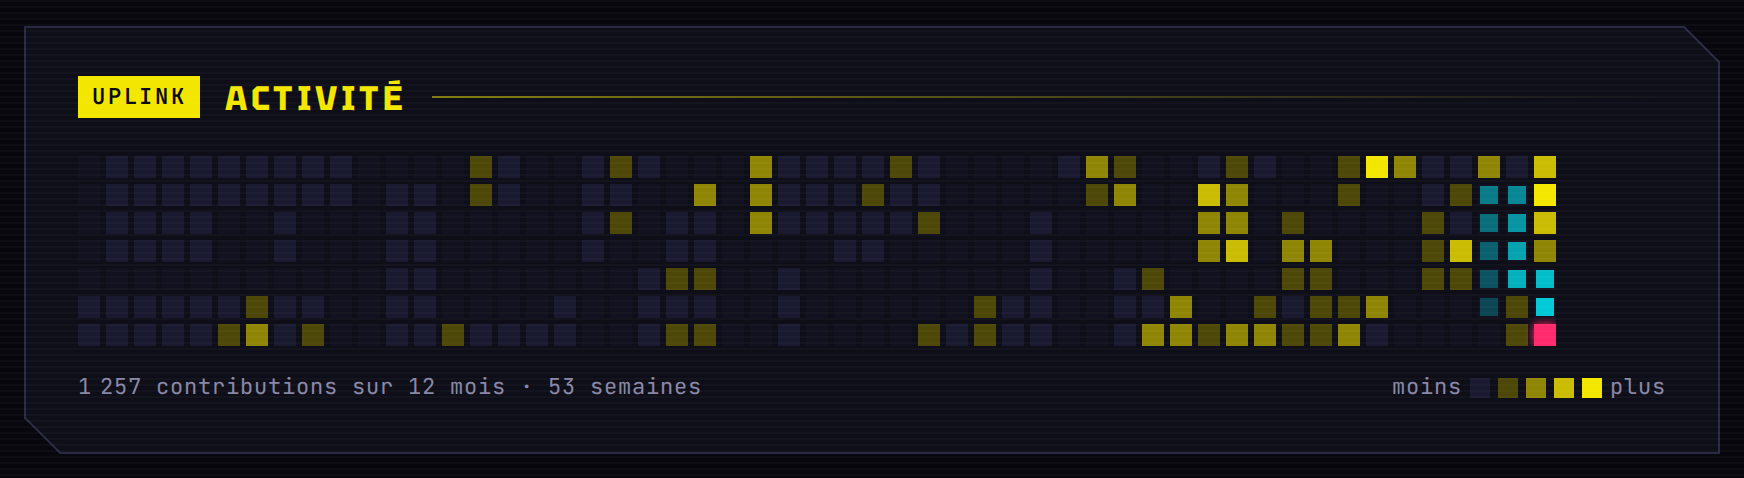 UPLINK ACTIVITÉ
1 257 contributions sur 12 mois · 53 semaines
moins plus